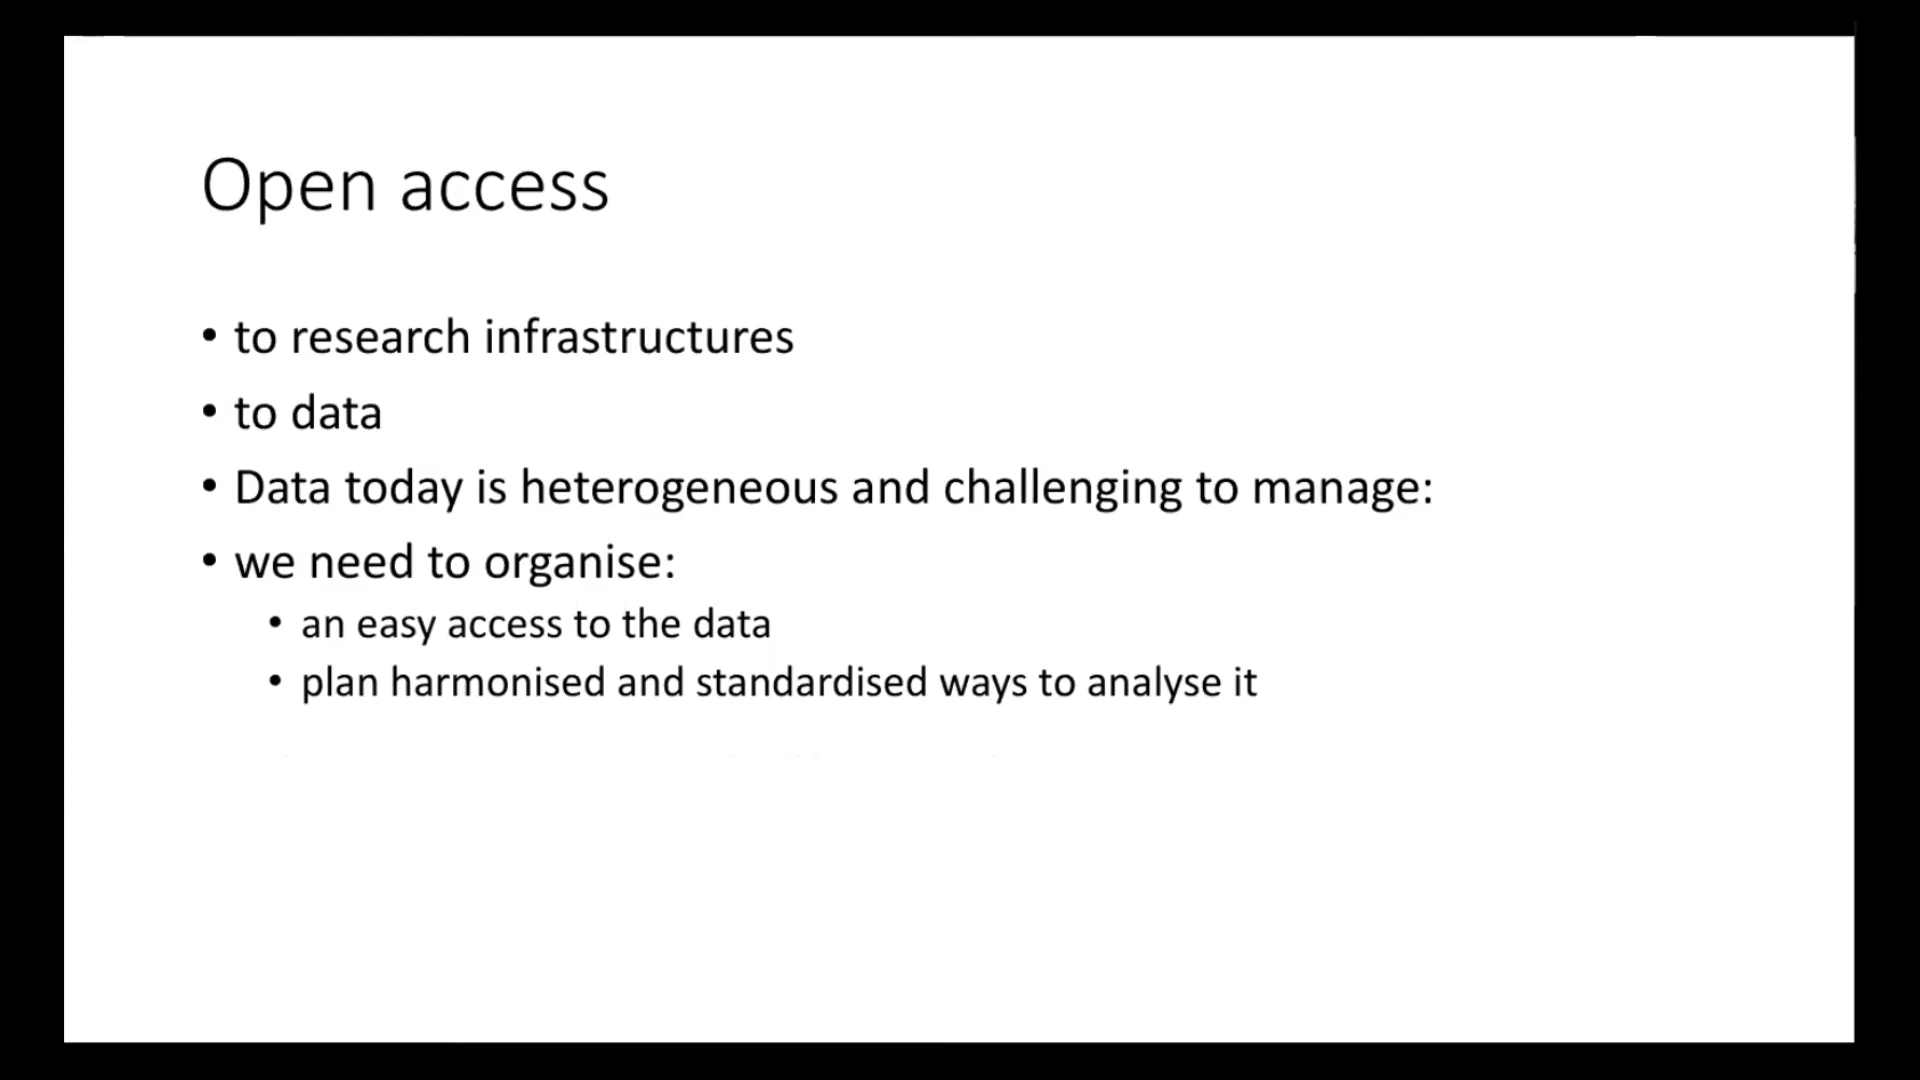 Open access
• to research infrastructures
• to data
• Data today is heterogeneous and challenging to manage:
• we need to organise:
• an easy access to the data
• plan harmonised and standardised ways to analyse it